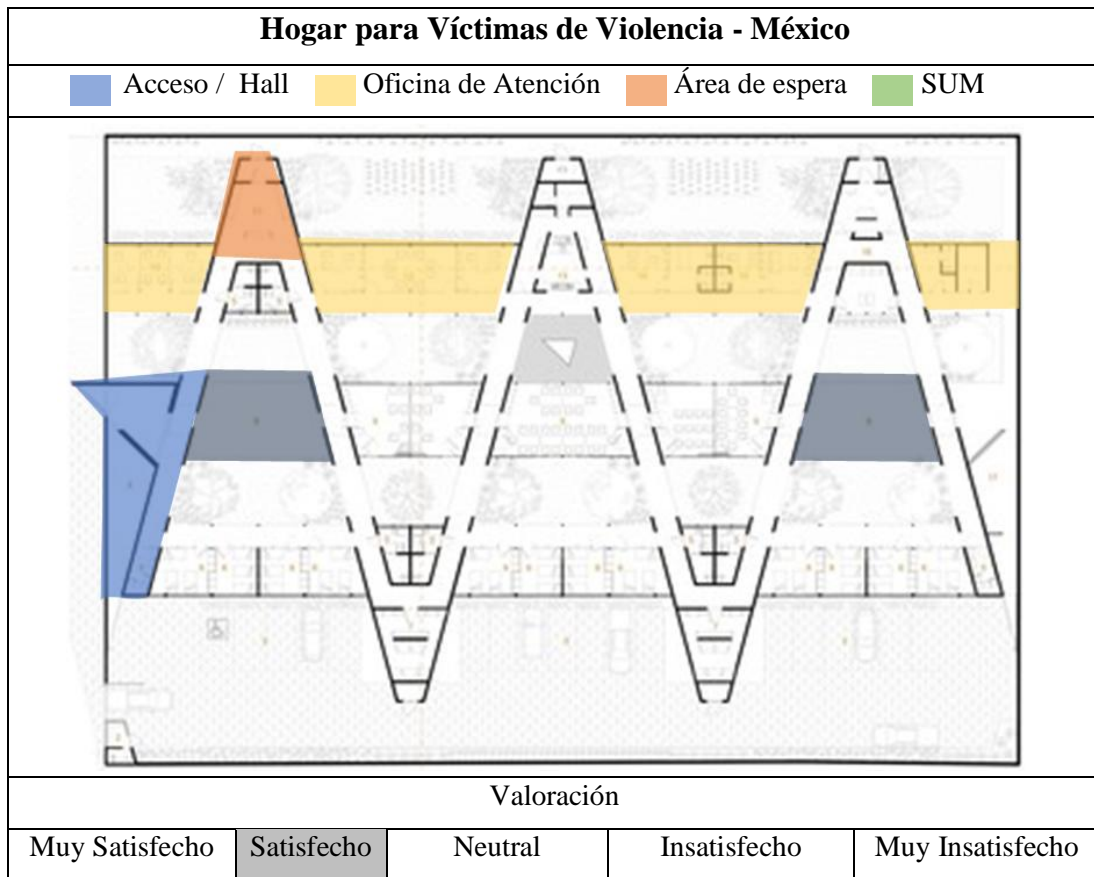 Hogar para Víctimas de Violencia - México
Acceso / Hall Oficina de Atención Área de espera SUM
Valoración
Muy Satisfecho Satisfecho Neutral Insatisfecho Muy Insatisfecho